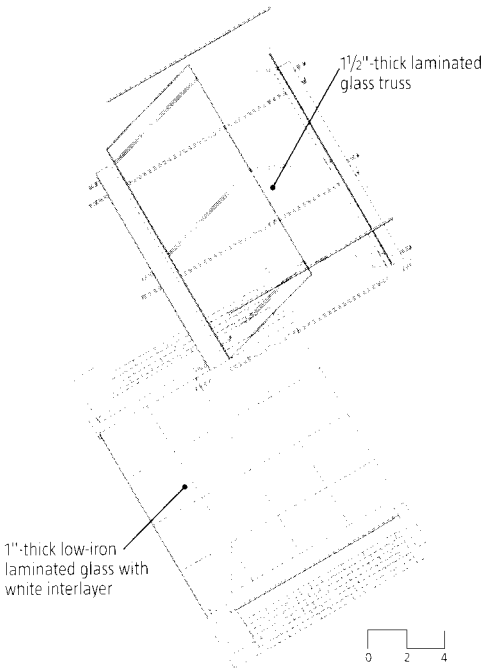 1½"-thick laminated
glass truss
1"-thick low-iron
laminated glass with
white interlayer
0 2 4